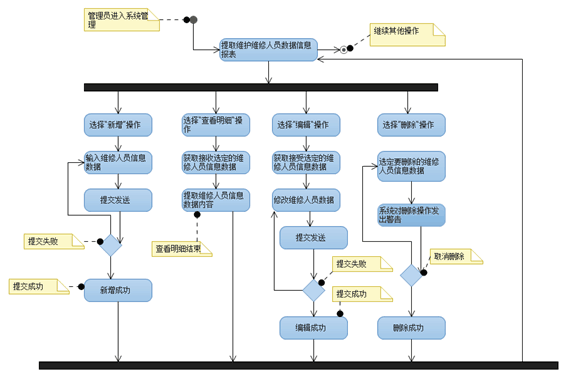 管理员进入系统管
理
继续其他操作
提取维护维修人员数据信息
报表
选择"新增"操作
选择"查看明细"操
作
选择"编辑"操作
选择"删除"操作
输入维修人员信息
数据
获取接收选定的维
修人员信息数据
获取接受选定的维
修人员信息数据
选定要删除的维修
人员信息数据
提交发送
提取维修人员信息
数据内容
修改维修人员数据
系统对删除操作发
出警告
提交失败
查看明细结果
提交发送
提交失败
取消删除
提交成功
新增成功
提交成功
编辑成功
删除成功